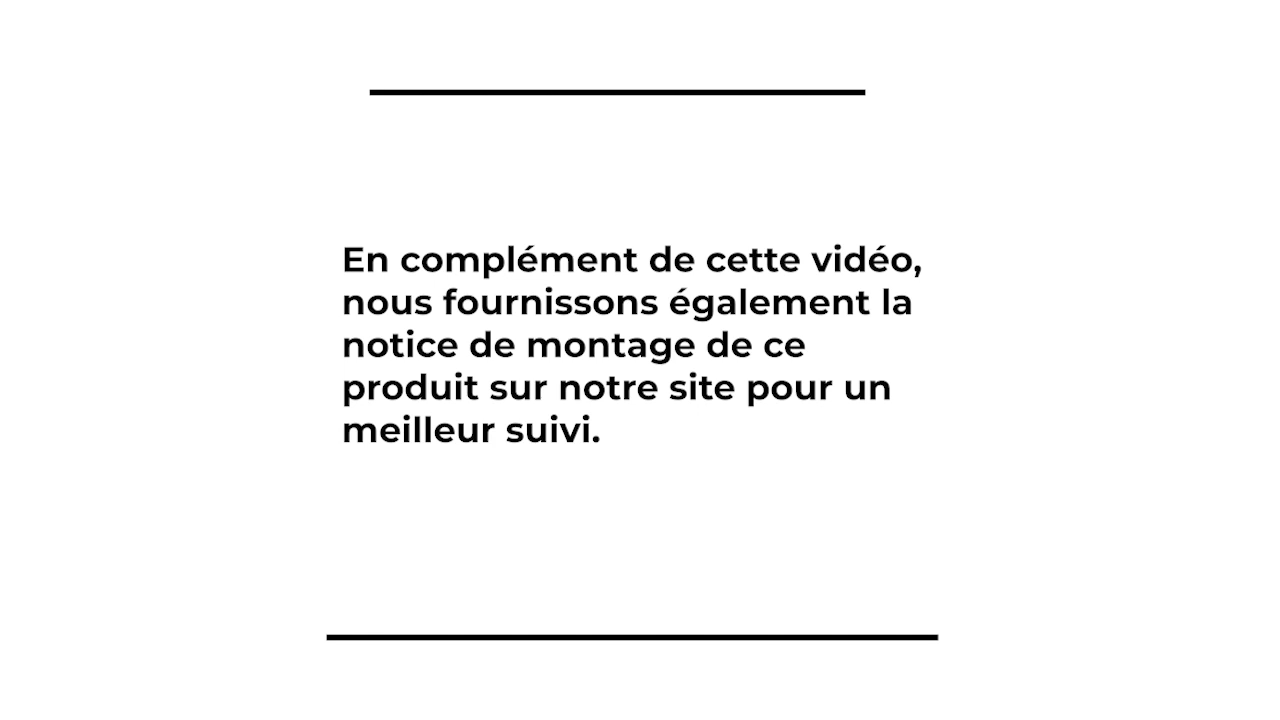 En complément de cette vidéo,
nous fournissons également la
notice de montage de ce
produit sur notre site pour un
meilleur suivi.